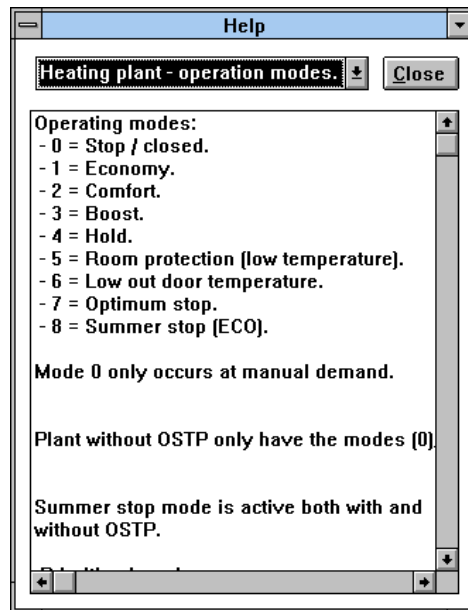 Help
Heating plant - operation modes.
Close
Operating modes:
- 0 = Stop / closed.
- 1 = Economy.
- 2 = Comfort.
- 3 = Boost.
- 4 = Hold.
- 5 = Room protection (low temperature).
- 6 = Low out door temperature.
- 7 = Optimum stop.
- 8 = Summer stop (ECO).
Mode 0 only occurs at manual demand.
Plant without OSTP only have the modes (0)
Summer stop mode is active both with and
without OSTP.